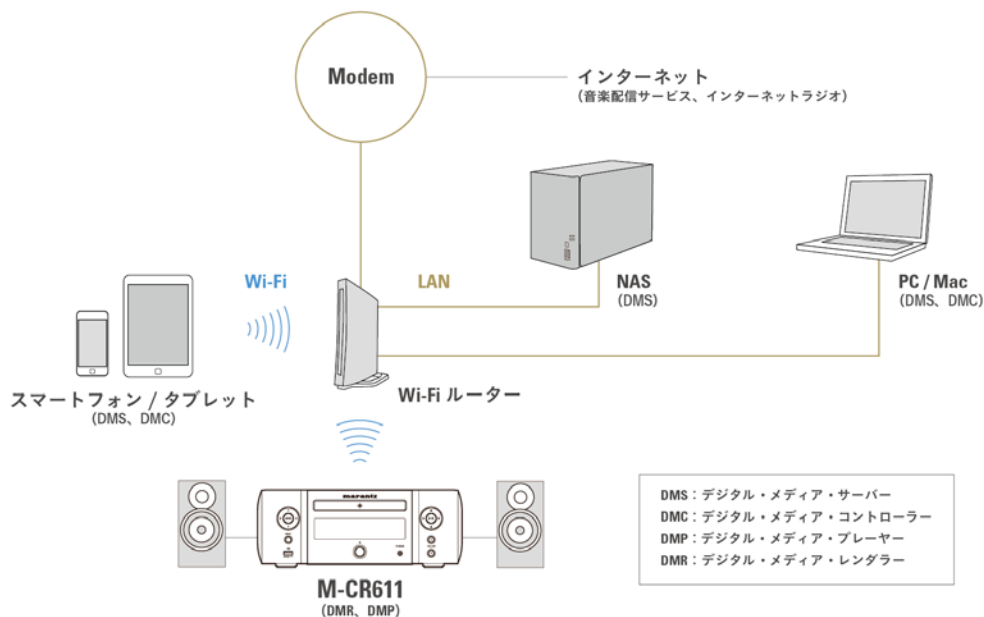 Modem
インターネット
(音楽配信サービス、インターネットラジオ)
Wi-Fi
LAN
NAS
(DMS)
PC / Mac
(DMS、DMC)
スマートフォン / タブレット
(DMS、DMC)
Wi-Fi ルーター
marantz
M-CR611
(DMR、DMP)
DMS：デジタル・メディア・サーバー
DMC：デジタル・メディア・コントローラー
DMP：デジタル・メディア・プレーヤー
DMR：デジタル・メディア・レンダラー